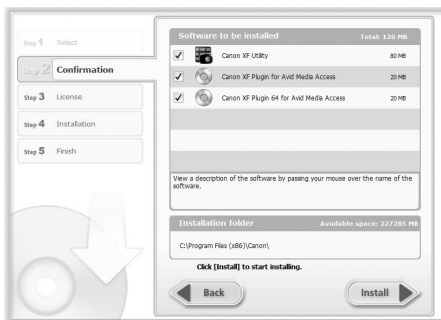 Step 1 Select
Step 2 Confirmation
Step 3 License
Step 4 Installation
Step 5 Finish
Software to be installed Total: 120 MB
Canon XF Utility 80 MB
Canon XF Plugin for Avid Media Access 20 MB
Canon XF Plugin 64 for Avid Media Access 20 MB
View a description of the software by passing your mouse over the name of the
software.
Installation folder Available space: 227285 MB
C:\Program Files (x86)\Canon\
Click [Install] to start installing.
Back Install